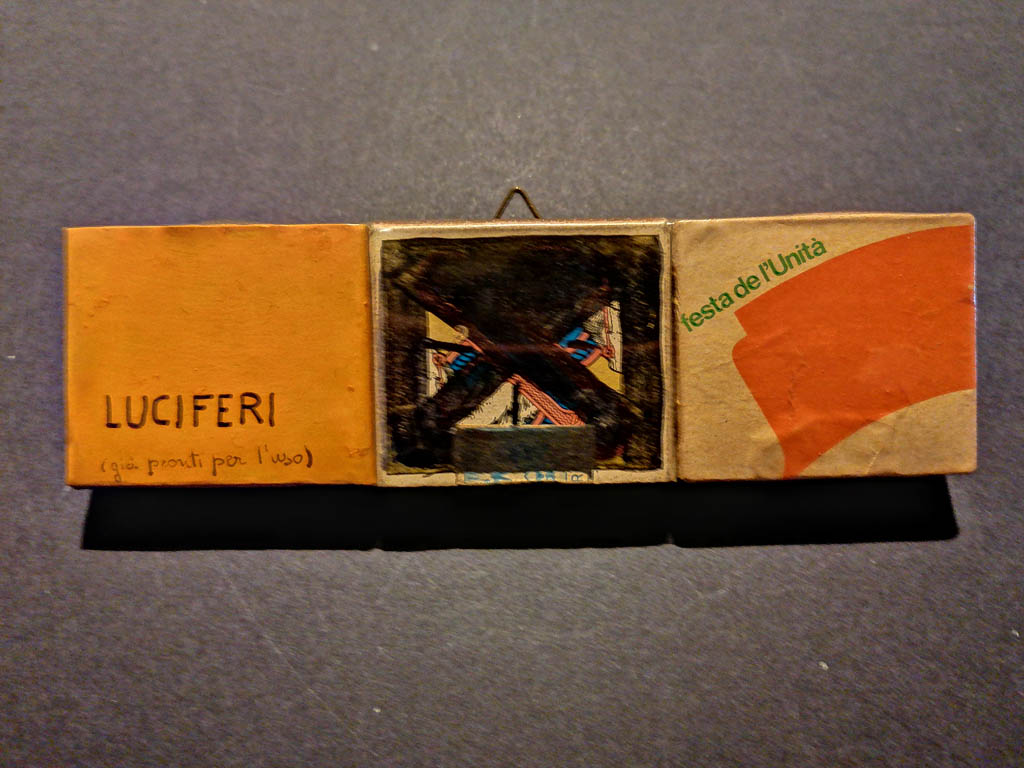 LUCIFERI
(già pronti per l'uso)
festa de l'Unità